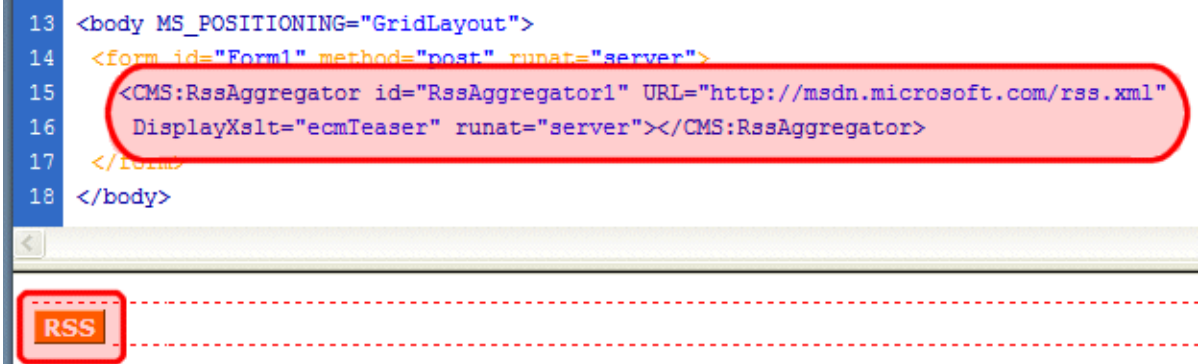 13 <body MS_POSITIONING="GridLayout">
14 <form id="Form1" method="post" runat="server">
15 <CMS:RssAggregator id="RssAggregator1" URL="http://msdn.microsoft.com/rss.xml"
16 DisplayXslt="ecmTeaser" runat="server"></CMS:RssAggregator>
17 </form>
18 </body>
RSS